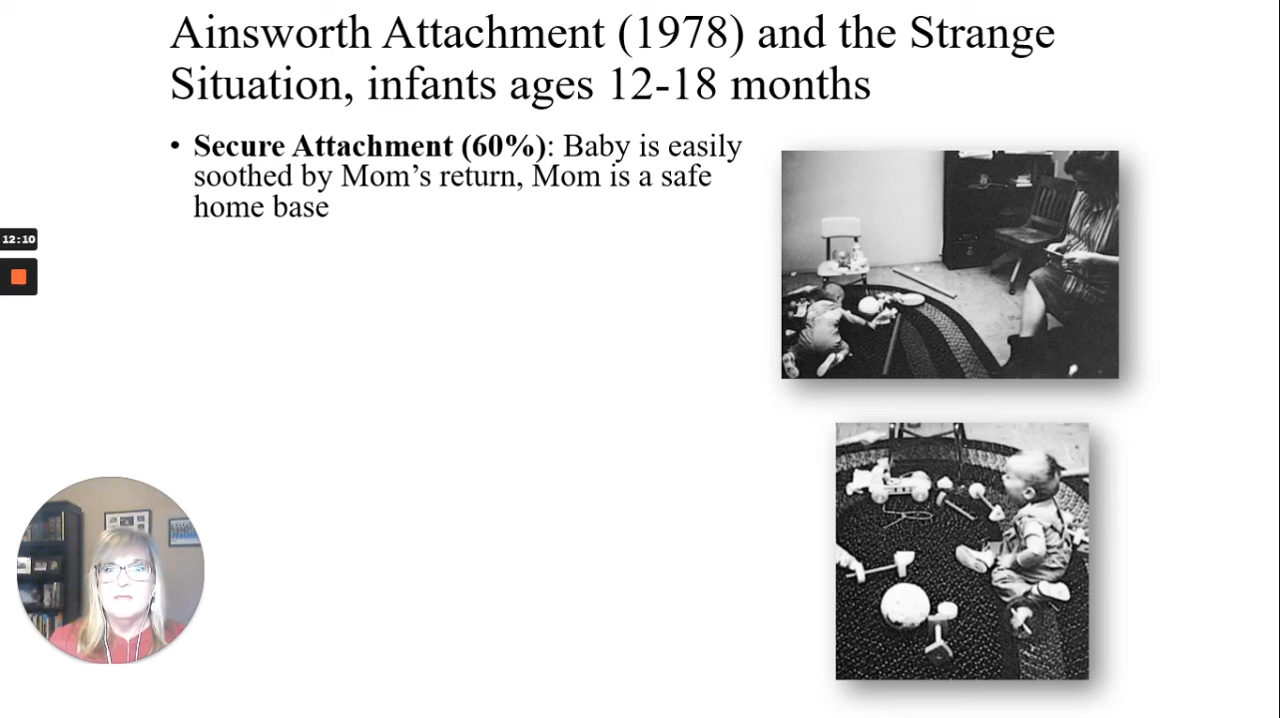 Ainsworth Attachment (1978) and the Strange
Situation, infants ages 12-18 months
• Secure Attachment (60%): Baby is easily
soothed by Mom’s return, Mom is a safe
home base
12:10